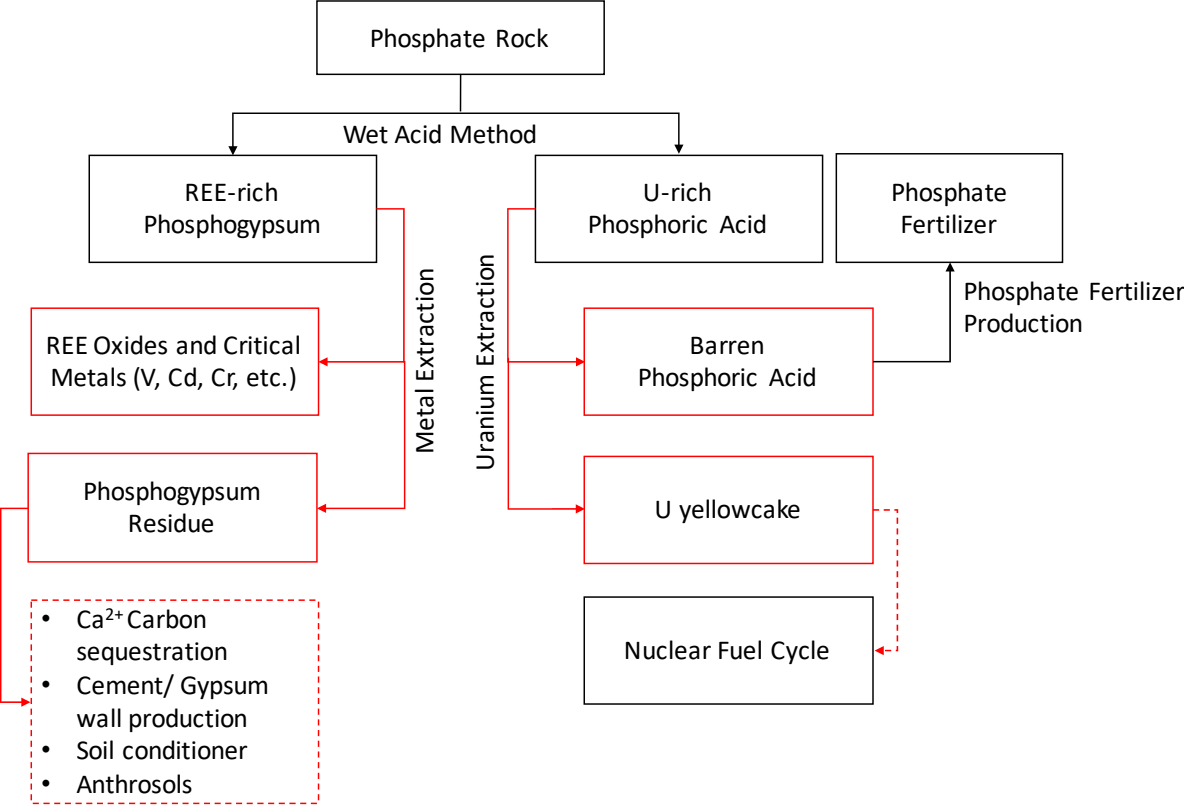 Phosphate Rock
Wet Acid Method
REE-rich
Phosphogypsum
U-rich
Phosphoric Acid
Phosphate
Fertilizer
Metal Extraction
Uranium Extraction
Phosphate Fertilizer
Production
REE Oxides and Critical
Metals (V, Cd, Cr, etc.)
Barren
Phosphoric Acid
Phosphogypsum
Residue
U yellowcake
• Ca²⁺ Carbon
sequestration
• Cement/ Gypsum
wall production
• Soil conditioner
• Anthrosols
Nuclear Fuel Cycle